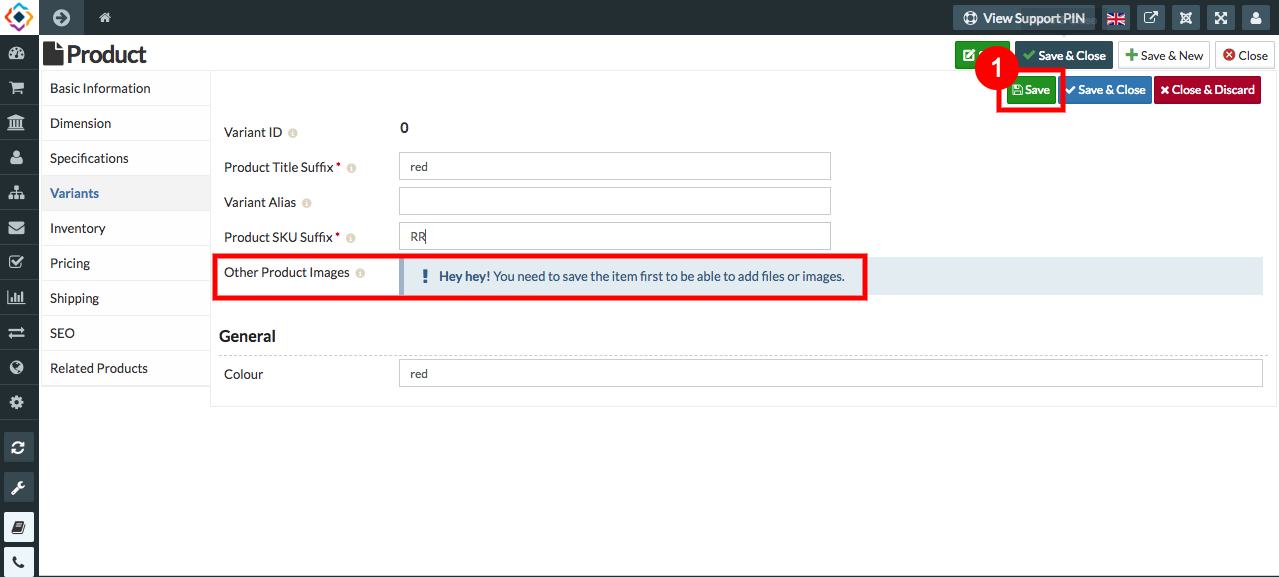 View Support PIN
Product
Save & Close
Save & New
Close
1
Save
Save & Close
Close & Discard
Basic Information
Dimension
Specifications
Variants
Inventory
Pricing
Shipping
SEO
Related Products
Variant ID
0
Product Title Suffix *
red
Variant Alias
Product SKU Suffix *
RR
Other Product Images
Hey hey! You need to save the item first to be able to add files or images.
General
Colour
red